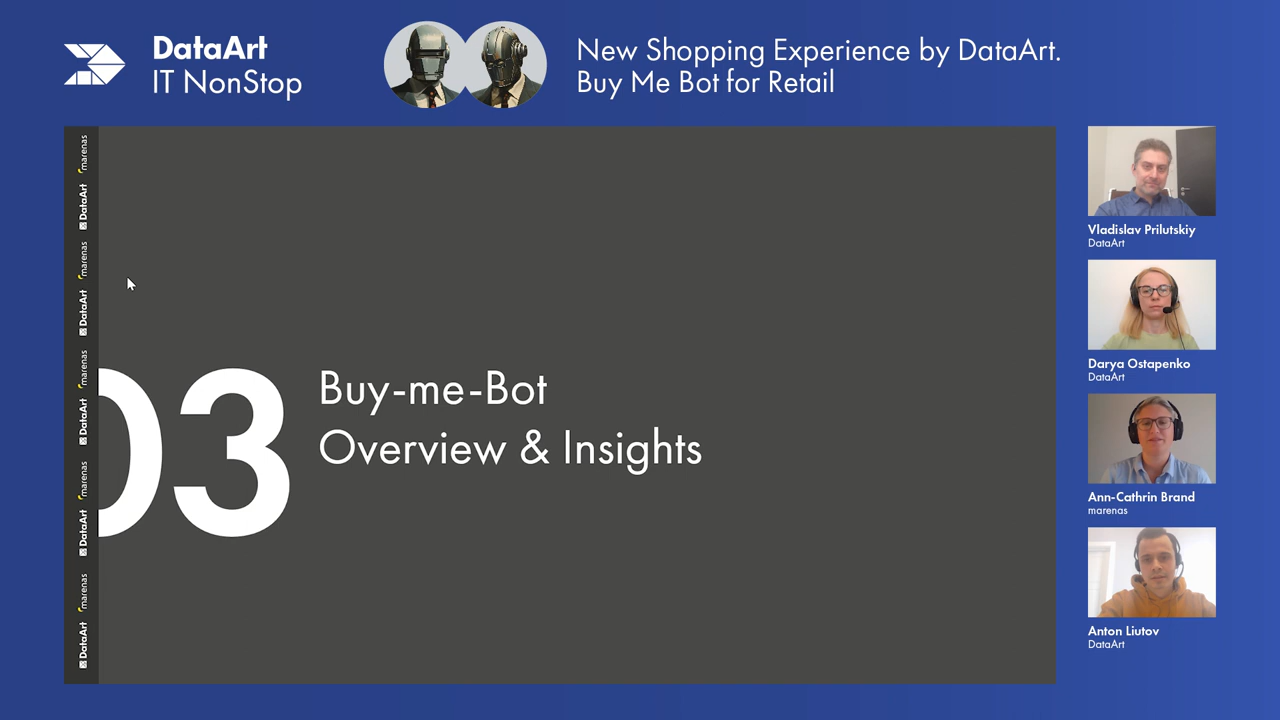 DataArt
IT NonStop
New Shopping Experience by DataArt.
Buy Me Bot for Retail
marenas
DataArt
marenas
DataArt
marenas
DataArt
marenas
DataArt
marenas
DataArt
03
Buy-me-Bot
Overview & Insights
Vladislav Prilutskiy
DataArt
Darya Ostapenko
DataArt
Ann-Cathrin Brand
marenas
Anton Liutov
DataArt